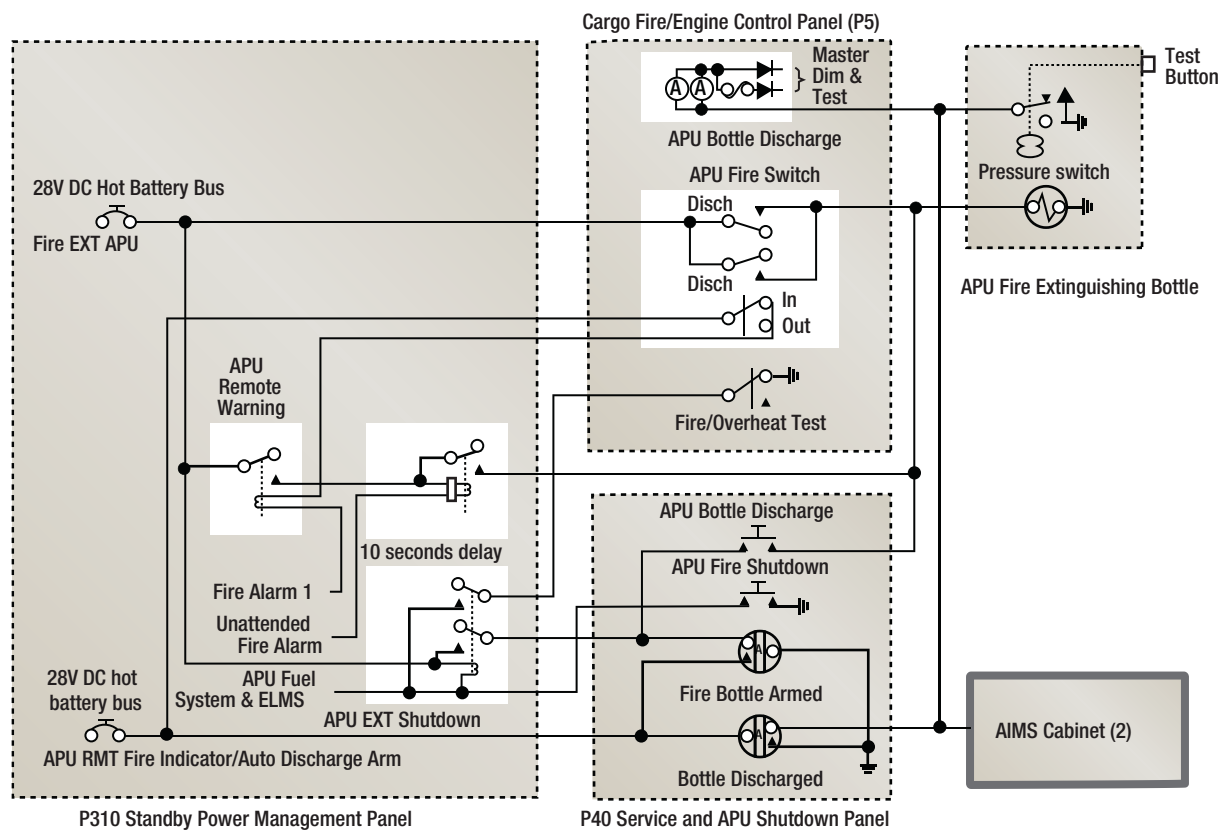 Cargo Fire/Engine Control Panel (P5)
Master
Dim &
Test
A A
APU Bottle Discharge
Test
Button
Pressure switch
APU Fire Extinguishing Bottle
28V DC Hot Battery Bus
Fire EXT APU
APU Fire Switch
Disch
Disch
In
Out
Fire/Overheat Test
APU
Remote
Warning
10 seconds delay
Fire Alarm 1
Unattended
Fire Alarm
APU Fuel
System & ELMS
APU EXT Shutdown
28V DC hot
battery bus
APU RMT Fire Indicator/Auto Discharge Arm
P310 Standby Power Management Panel
APU Bottle Discharge
APU Fire Shutdown
A
Fire Bottle Armed
A
Bottle Discharged
P40 Service and APU Shutdown Panel
AIMS Cabinet (2)